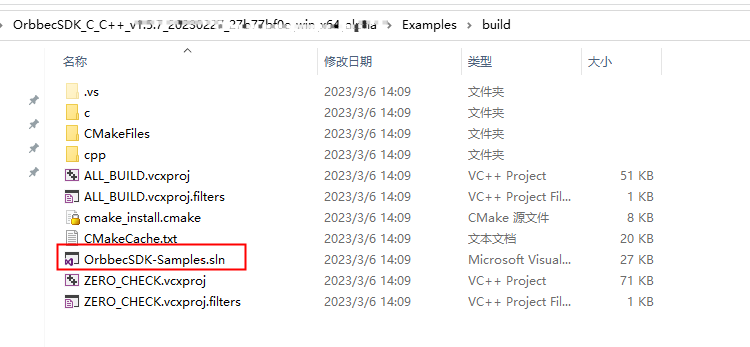 OrbbecSDK_C_C++_v1.5.7_20230227_27b77bf0c_win_x64_alpha > Examples > build
名称 修改日期 类型 大小
.vs 2023/3/6 14:09 文件夹
c 2023/3/6 14:09 文件夹
CMakeFiles 2023/3/6 14:09 文件夹
cpp 2023/3/6 14:09 文件夹
ALL_BUILD.vcxproj 2023/3/6 14:09 VC++ Project 51 KB
ALL_BUILD.vcxproj.filters 2023/3/6 14:09 VC++ Project Fil... 1 KB
cmake_install.cmake 2023/3/6 14:09 CMake 源文件 8 KB
CMakeCache.txt 2023/3/6 14:09 文本文档 20 KB
OrbbecSDK-Samples.sln 2023/3/6 14:09 Microsoft Visual... 27 KB
ZERO_CHECK.vcxproj 2023/3/6 14:09 VC++ Project 71 KB
ZERO_CHECK.vcxproj.filters 2023/3/6 14:09 VC++ Project Fil... 1 KB